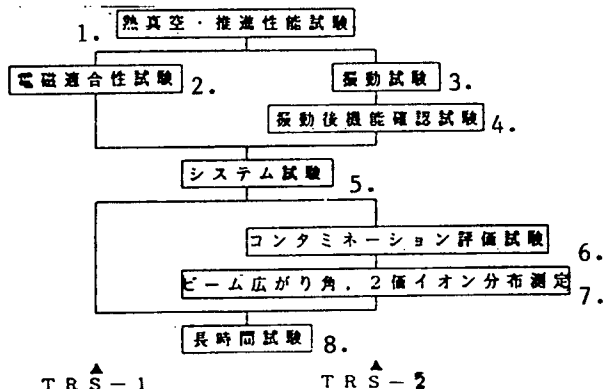 1. 熱真空・推進性能試験
電磁適合性試験 2. 振動試験 3.
振動後機能確認試験 4.
システム試験 5.
コンタミネーション評価試験 6.
ビーム広がり角，2価イオン分布測定 7.
長時間試験 8.
TRS-1 TRS-2